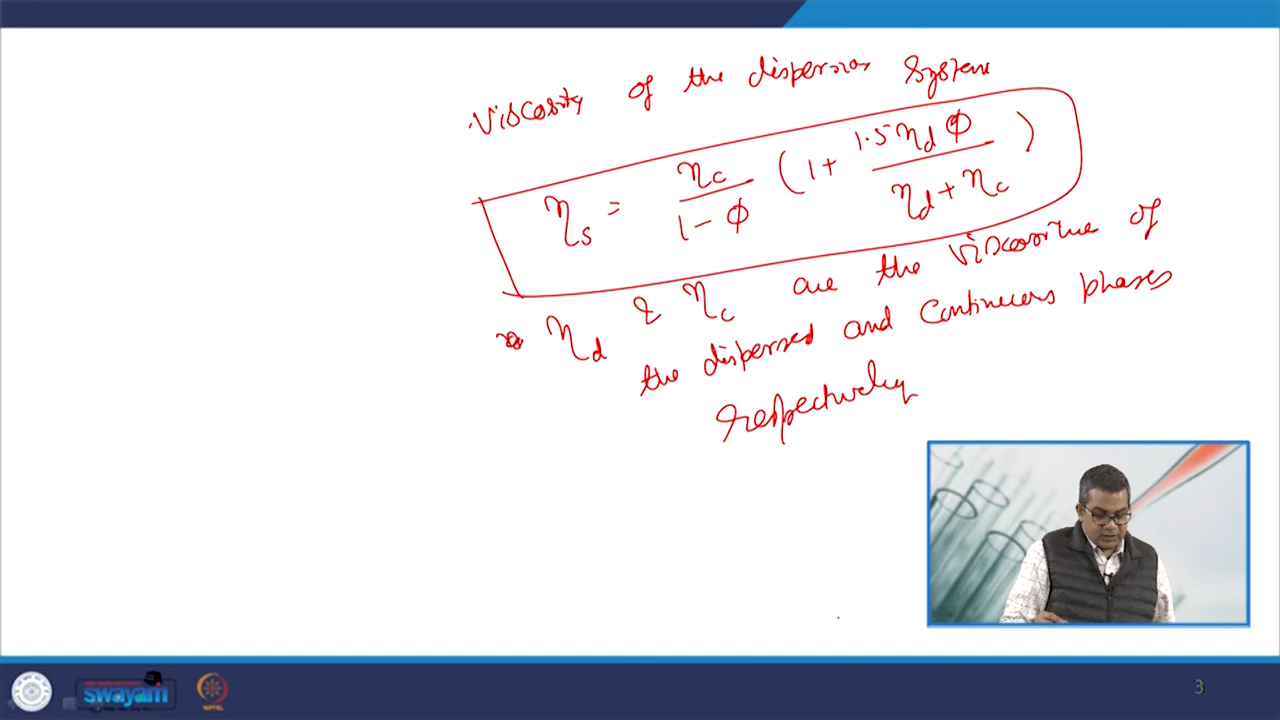 Viscosity of the dispersion System
ηs = ηc / (1 - φ) (1 + 1.5 ηd φ / (ηd + ηc))
ηd & ηc are the viscosities of
the dispersed and continuous phases
respectively
3
swayam